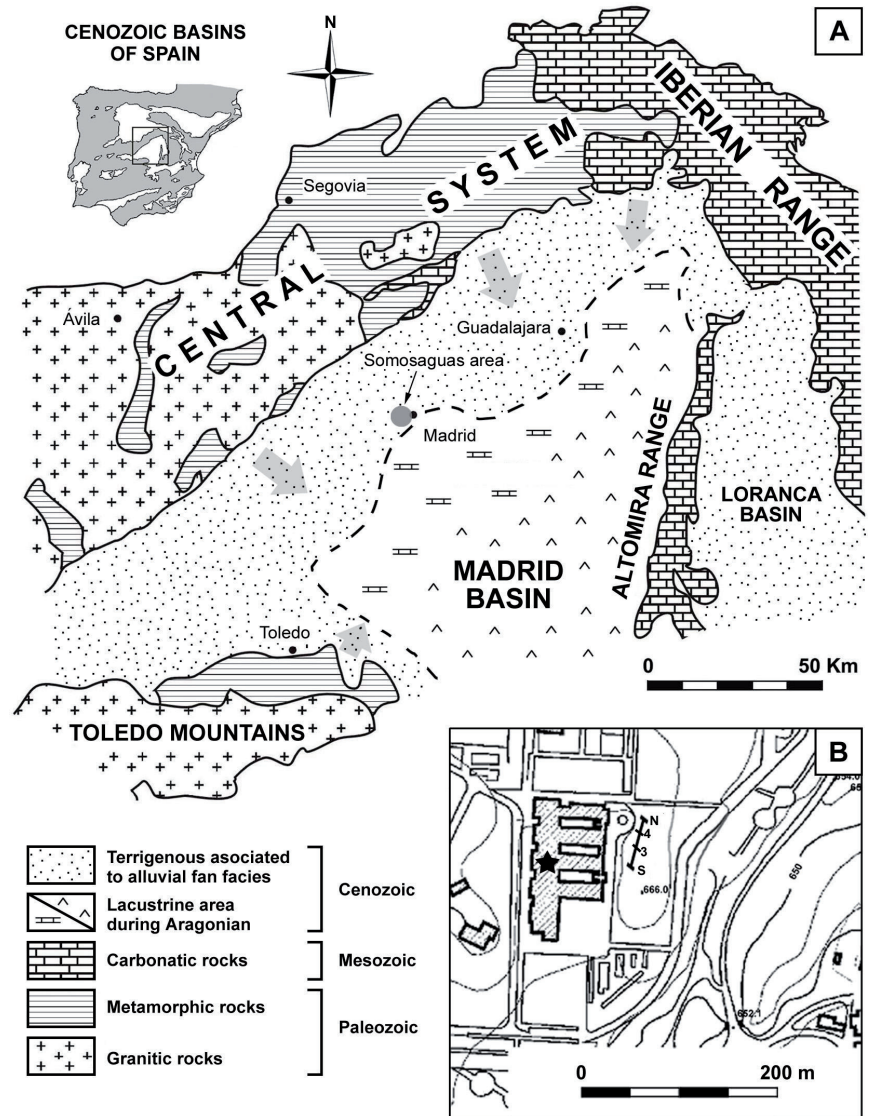 CENOZOIC BASINS
OF SPAIN
N
A
IBERIAN RANGE
CENTRAL SYSTEM
Segovia
Ávila
Guadalajara
Somosaguas area
Madrid
ALTOMIRA RANGE
LORANCA
BASIN
MADRID
BASIN
Toledo
TOLEDO MOUNTAINS
0 50 Km
B
N
4
3
S
666.0
650
652.1
0 200 m
Terrigenous asociated
to alluvial fan facies
Lacustrine area
during Aragonian
Cenozoic
Carbonatic rocks
Mesozoic
Metamorphic rocks
Granitic rocks
Paleozoic